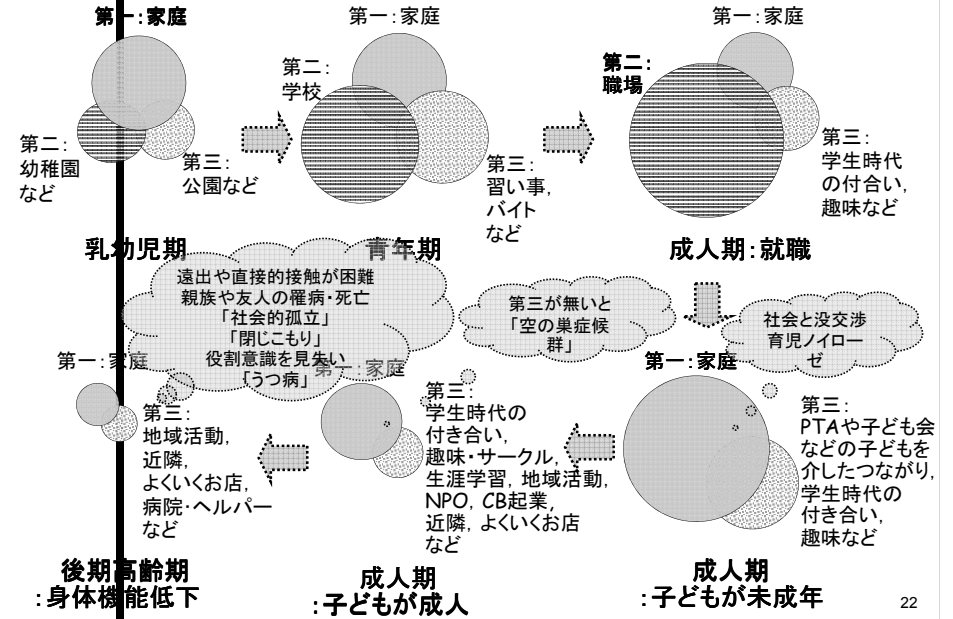 第一：家庭
第二：
幼稚園
など
第三：
公園など
乳幼児期
第一：家庭
第二：
学校
第三：
習い事，
バイト
など
青年期
第一：家庭
第二：
職場
第三：
学生時代
の付合い，
趣味など
成人期：就職
社会と没交渉
育児ノイロー
ゼ
第一：家庭
第三：
PTAや子ども会
などの子どもを
介したつながり，
学生時代の
付き合い，
趣味など
成人期
：子どもが未成年
第三が無いと
「空の巣症候
群」
第一：家庭
第三：
学生時代の
付き合い，
趣味・サークル，
生涯学習，地域活動，
NPO，CB起業，
近隣，よくいくお店
など
成人期
：子どもが成人
遠出や直接的接触が困難
親族や友人の罹病・死亡
「社会的孤立」
「閉じこもり」
役割意識を見失い
「うつ病」
第一：家庭
第三：
地域活動，
近隣，
よくいくお店，
病院・ヘルパー
など
後期高齢期
：身体機能低下
22